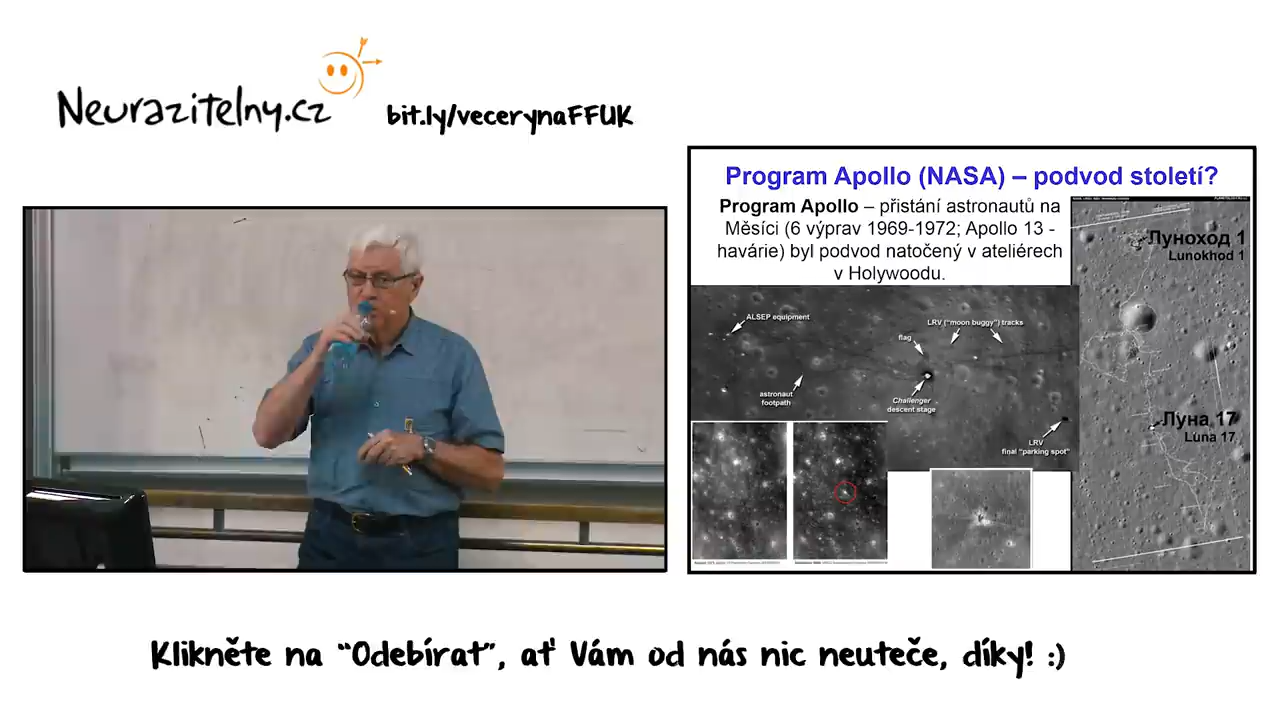 Neurazitelny.cz
bit.ly/vecerynaFFUK
Program Apollo (NASA) – podvod století?
Program Apollo – přistání astronautů na
Měsíci (6 výprav 1969-1972; Apollo 13 -
havárie) byl podvod natočený v ateliérech
v Holywoodu.
Луноход 1
Lunokhod 1
ALSEP equipment
LRV ("moon buggy") tracks
flag
astronaut
footpath
Challenger
descent stage
LRV
final "parking spot"
Луна 17
Luna 17
Klikněte na "Odebírat", ať Vám od nás nic neuteče, díky! :)